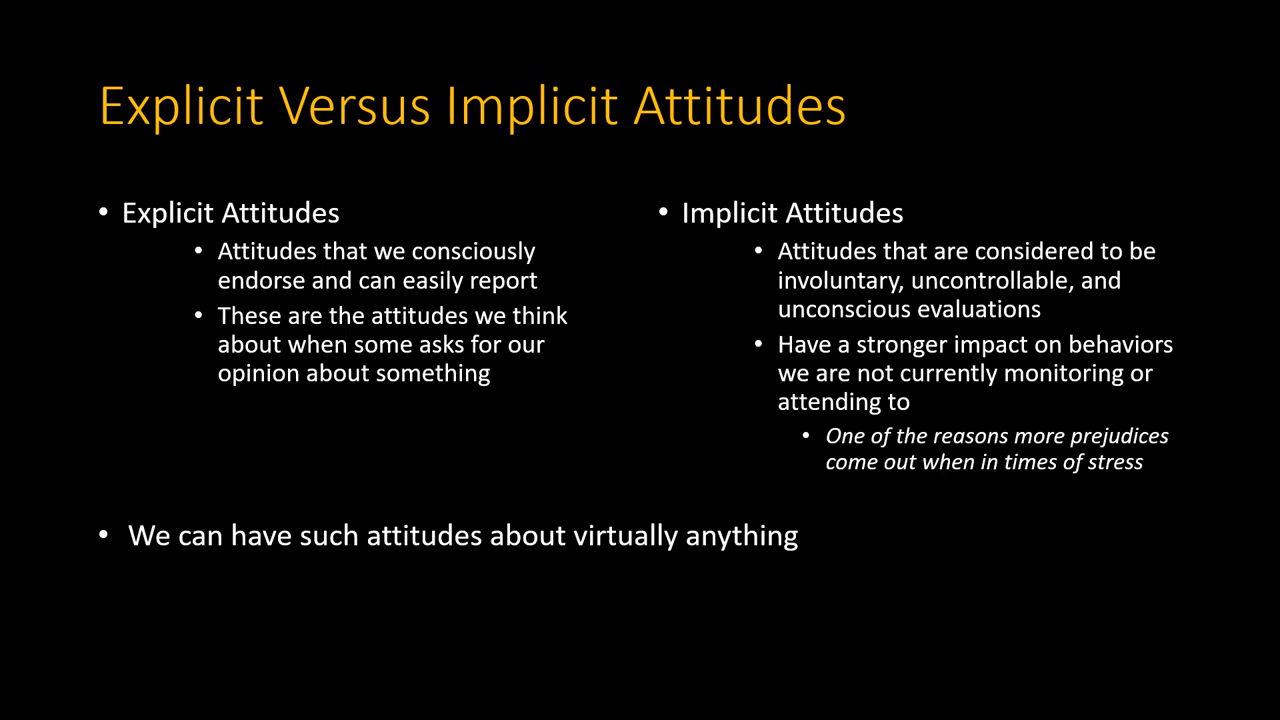 Explicit Versus Implicit Attitudes
• Explicit Attitudes
• Attitudes that we consciously
endorse and can easily report
• These are the attitudes we think
about when some asks for our
opinion about something
• Implicit Attitudes
• Attitudes that are considered to be
involuntary, uncontrollable, and
unconscious evaluations
• Have a stronger impact on behaviors
we are not currently monitoring or
attending to
• One of the reasons more prejudices
come out when in times of stress
• We can have such attitudes about virtually anything